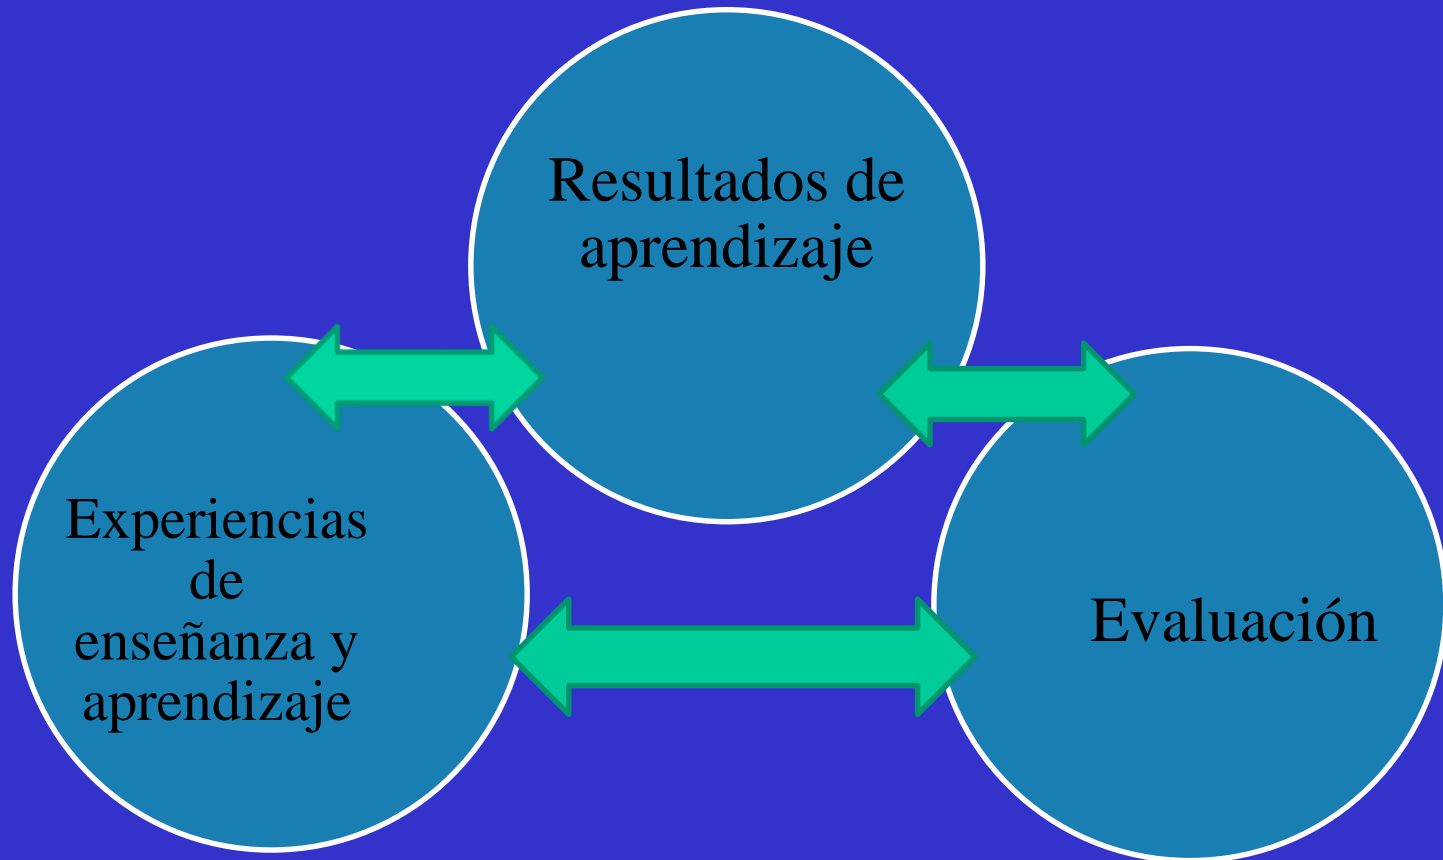 Resultados de
aprendizaje
Experiencias
de
enseñanza y
aprendizaje
Evaluación